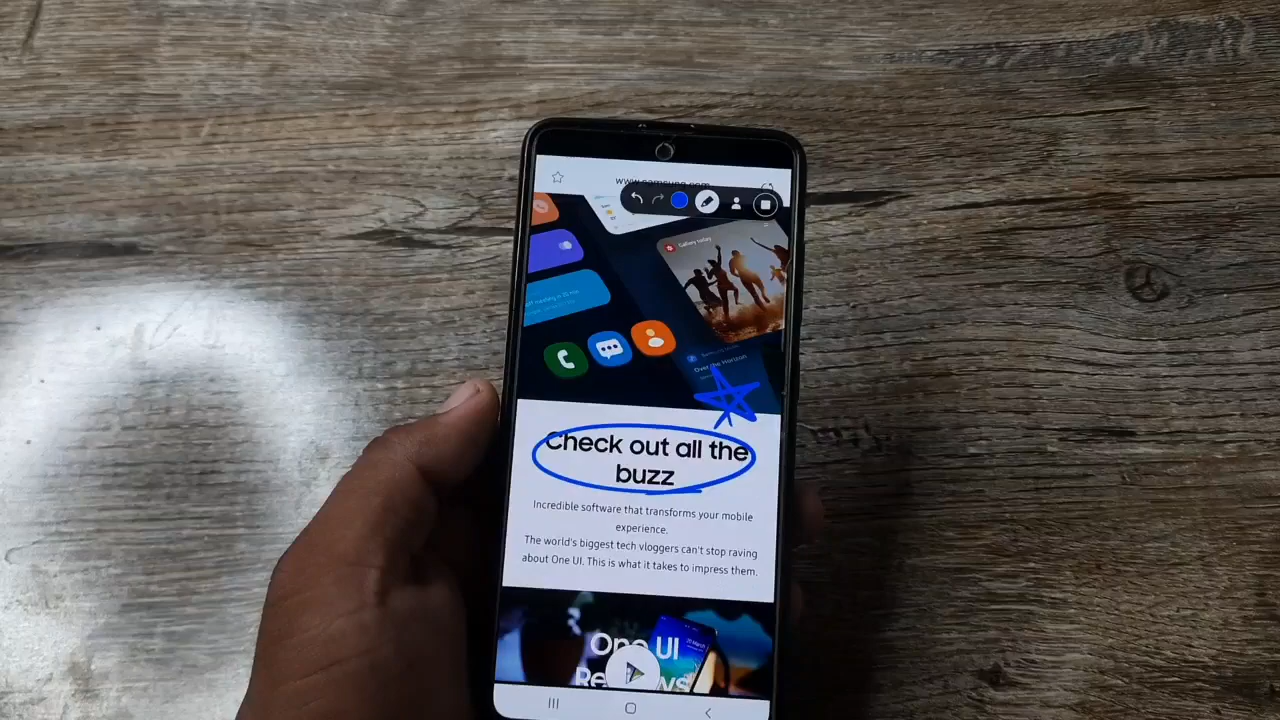 www.samsung.com
Gallery today
Over the Horizon
Check out all the
buzz
Incredible software that transforms your mobile
experience.
The world's biggest tech vloggers can't stop raving
about One UI. This is what it takes to impress them.
One UI
Reviews